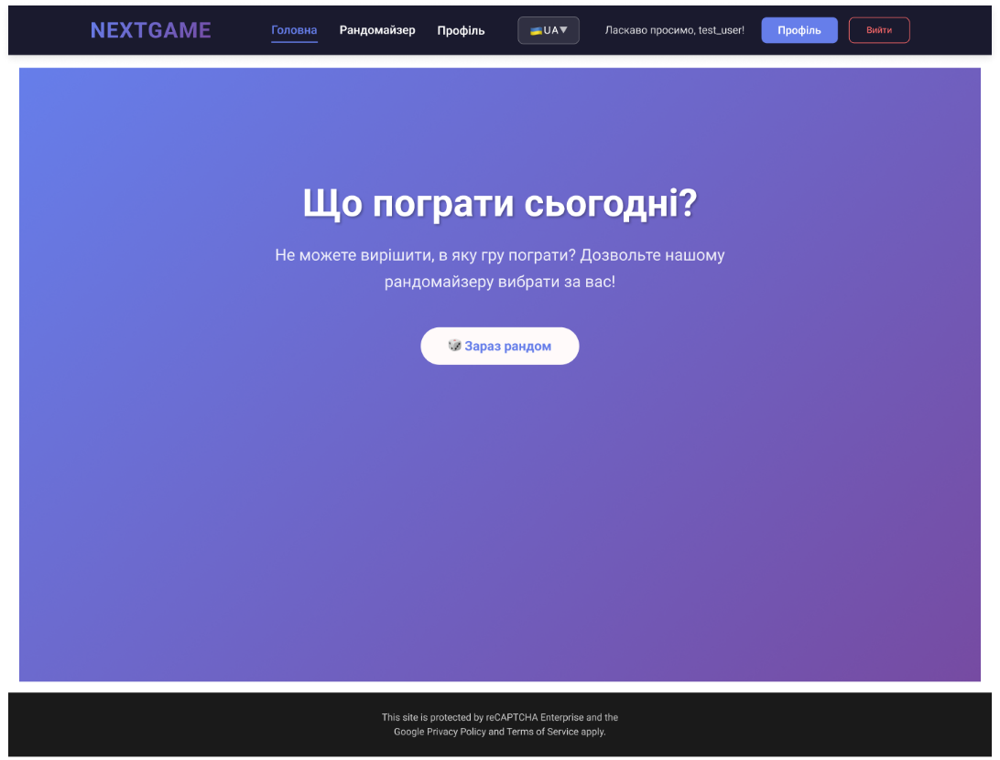 NEXTGAME Головна Рандомайзер Профіль UA▼ Ласкаво просимо, test_user! Профіль Вийти
Що пограти сьогодні?
Не можете вирішити, в яку гру пограти? Дозвольте нашому
рандомайзеру вибрати за вас!
Зараз рандом
This site is protected by reCAPTCHA Enterprise and the
Google Privacy Policy and Terms of Service apply.